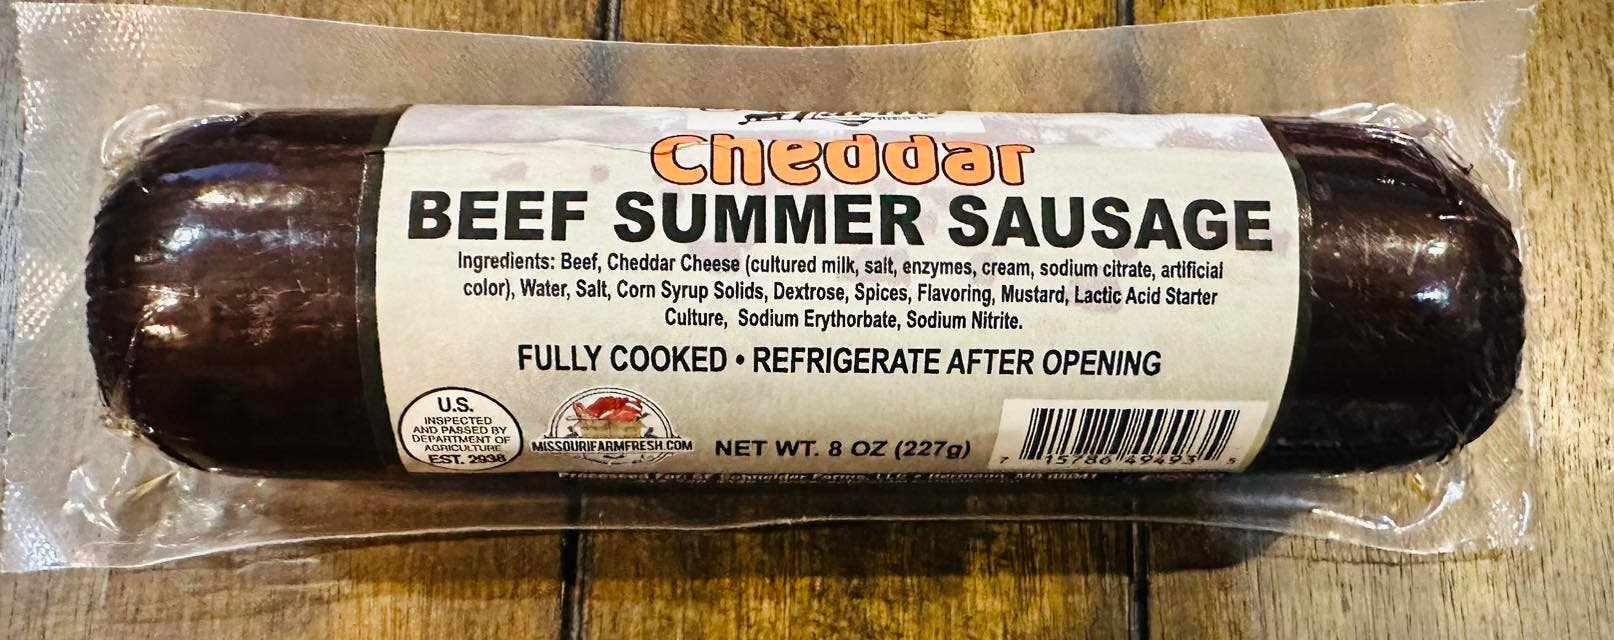 Cheddar
BEEF SUMMER SAUSAGE
Ingredients: Beef, Cheddar Cheese (cultured milk, salt, enzymes, cream, sodium citrate, artificial
color), Water, Salt, Corn Syrup Solids, Dextrose, Spices, Flavoring, Mustard, Lactic Acid Starter
Culture, Sodium Erythorbate, Sodium Nitrite.
FULLY COOKED • REFRIGERATE AFTER OPENING
U.S.
INSPECTED
AND PASSED BY
DEPARTMENT OF
AGRICULTURE
EST. 2938
MISSOURIFARMFRESH.COM
NET WT. 8 OZ (227g)
7 15786 49493 5